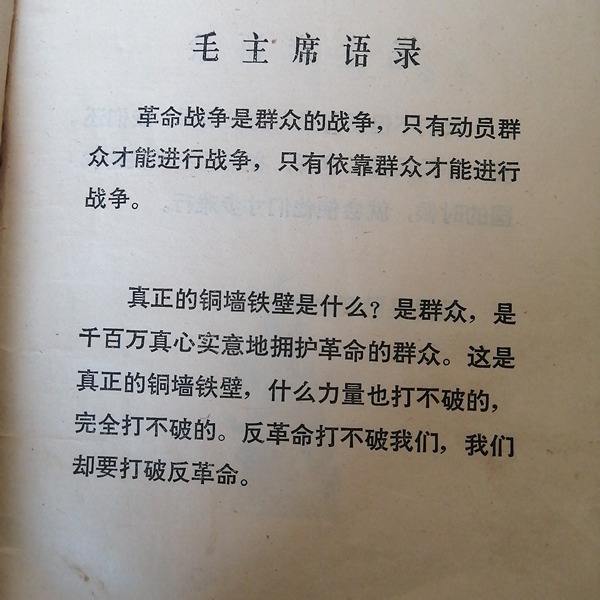 毛主席语录
革命战争是群众的战争，只有动员群
众才能进行战争，只有依靠群众才能进行
战争。
真正的铜墙铁壁是什么？是群众，是
千百万真心实意地拥护革命的群众。这是
真正的铜墙铁壁，什么力量也打不破的，
完全打不破的。反革命打不破我们，我们
却要打破反革命。